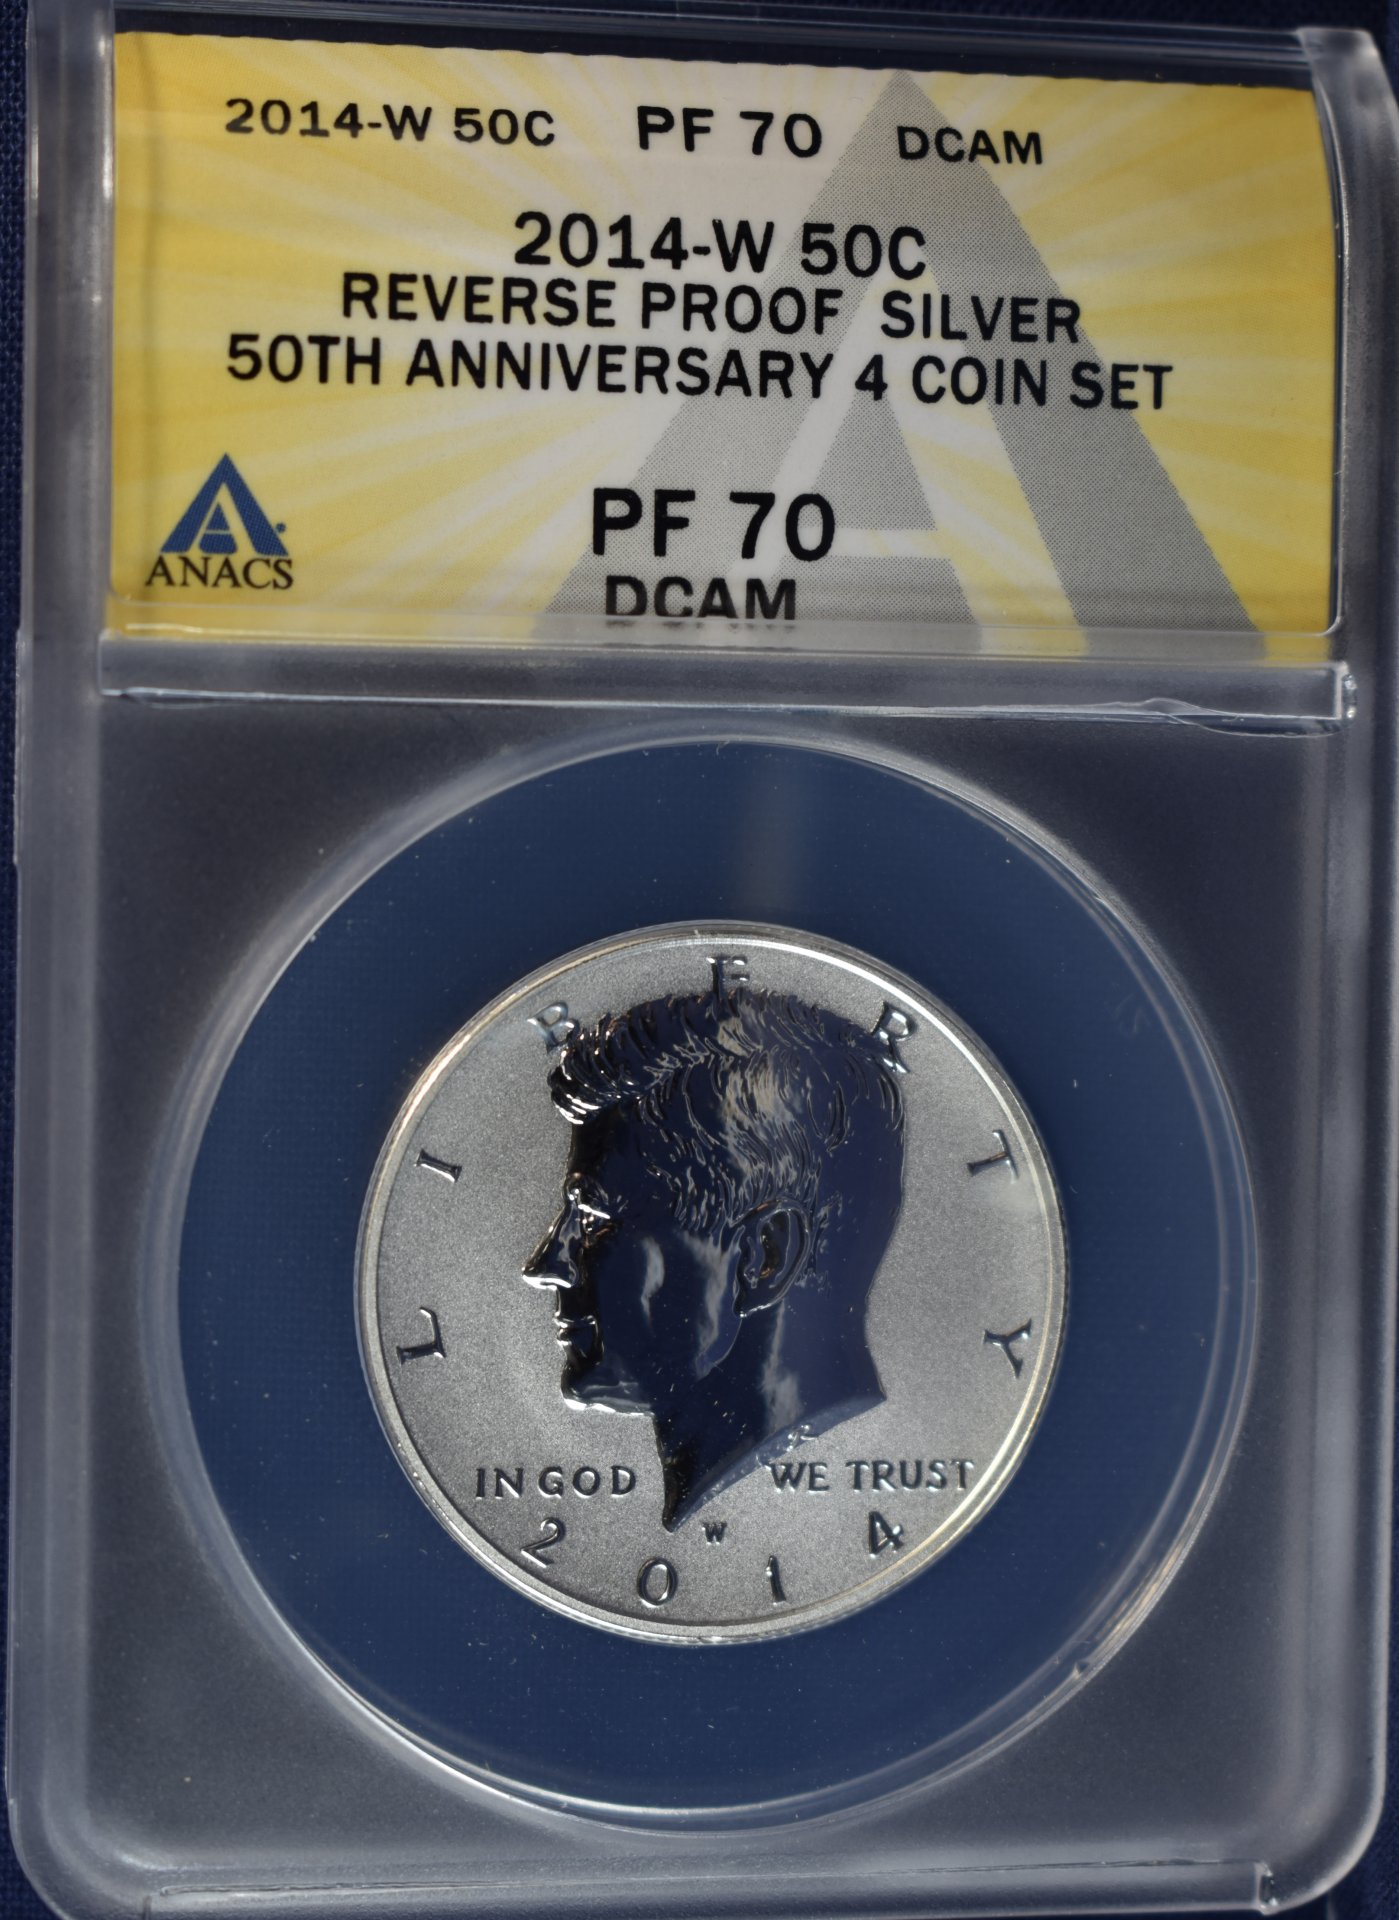 2014-W 50C PF 70 DCAM
2014-W 50C
REVERSE PROOF SILVER
50TH ANNIVERSARY 4 COIN SET
PF 70
DCAM
ANACS
LIBERTY
IN GOD WE TRUST
W
2014